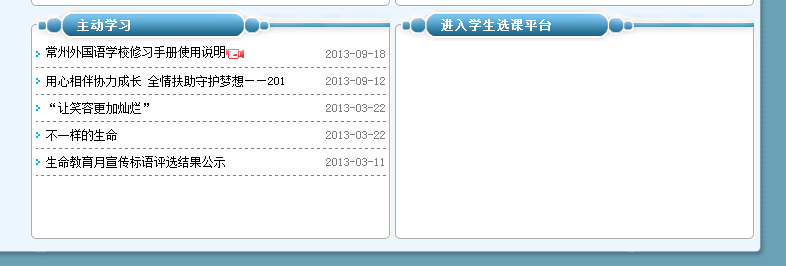 主动学习
常州外国语学校修习手册使用说明 2013-09-18
用心相伴协力成长 全情扶助守护梦想－－201 2013-09-12
“让笑容更加灿烂” 2013-03-22
不一样的生命 2013-03-22
生命教育月宣传标语评选结果公示 2013-03-11
进入学生选课平台